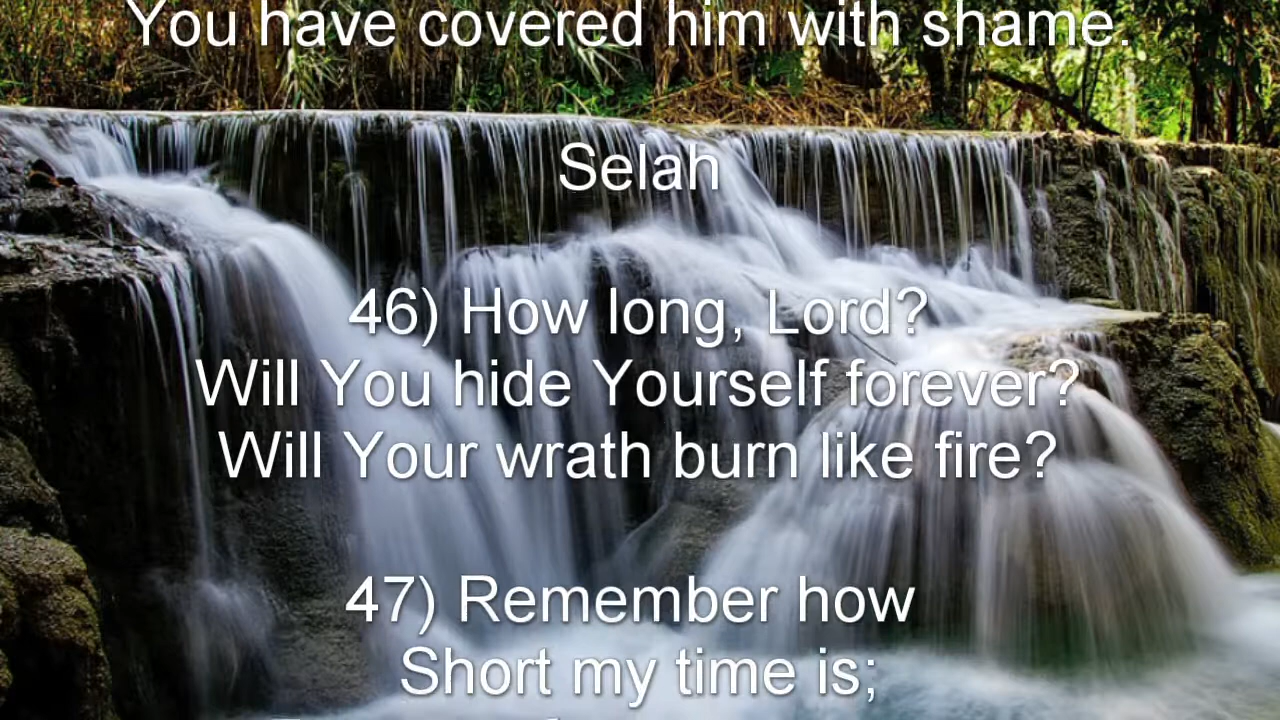 You have covered him with shame.
Selah
46) How long, Lord?
Will You hide Yourself forever?
Will Your wrath burn like fire?
47) Remember how
Short my time is;